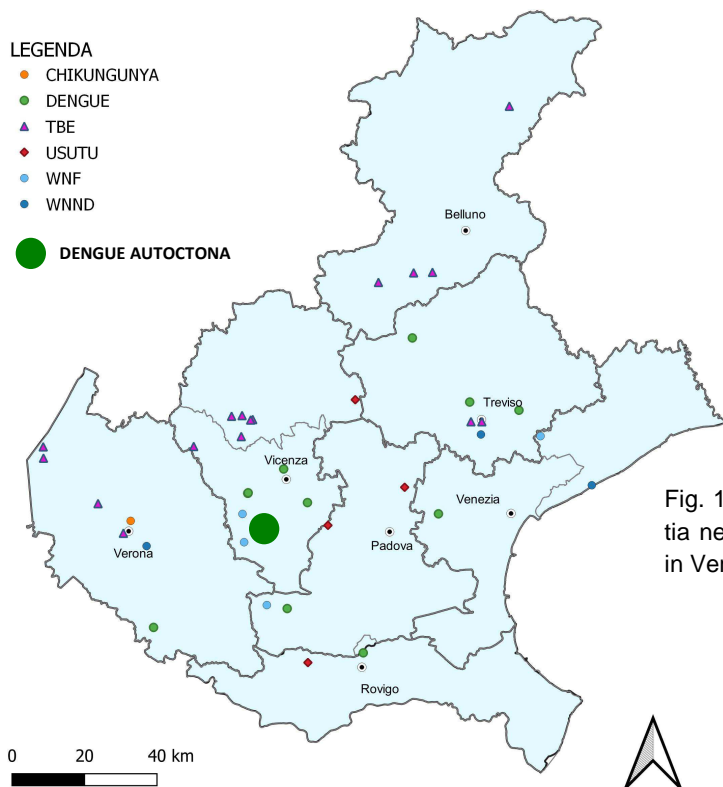 LEGENDA
CHIKUNGUNYA
DENGUE
TBE
USUTU
WNF
WNND
DENGUE AUTOCTONA
Belluno
Treviso
Vicenza
Venezia
Verona
Padova
Rovigo
Fig. 1
tia ne
in Ver
0 20 40 km